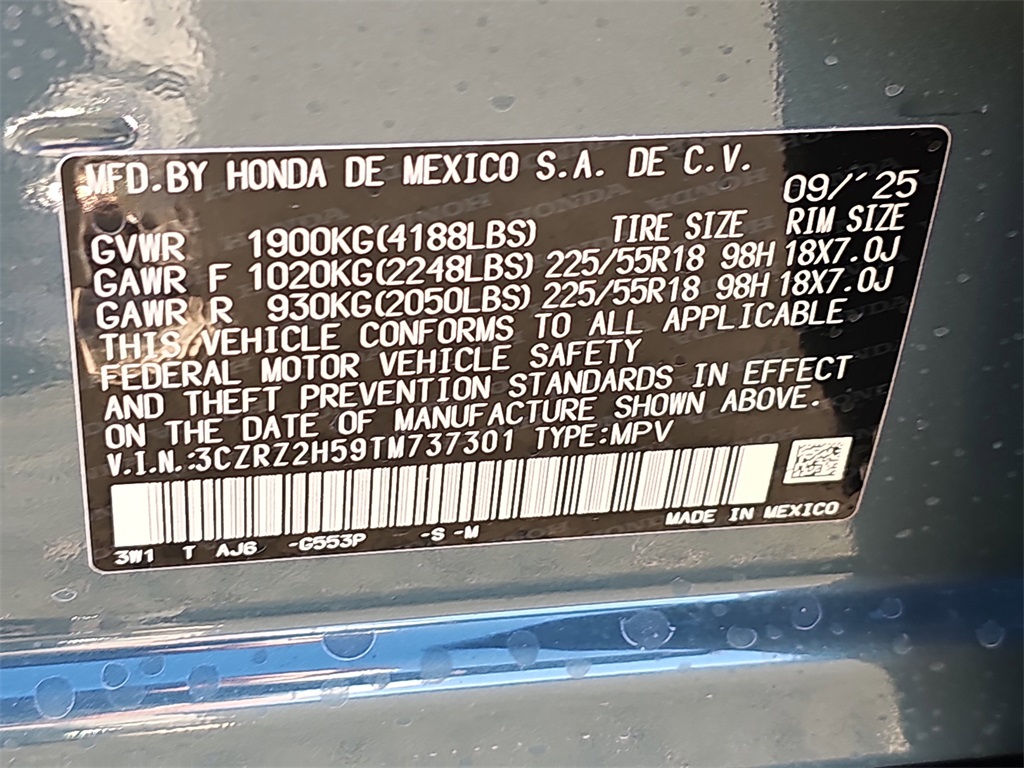 MFD.BY HONDA DE MEXICO S.A. DE C.V.
09/´25
GVWR 1900KG(4188LBS) TIRE SIZE RIM SIZE
GAWR F 1020KG(2248LBS) 225/55R18 98H 18X7.0J
GAWR R 930KG(2050LBS) 225/55R18 98H 18X7.0J
THIS VEHICLE CONFORMS TO ALL APPLICABLE
FEDERAL MOTOR VEHICLE SAFETY
AND THEFT PREVENTION STANDARDS IN EFFECT
ON THE DATE OF MANUFACTURE SHOWN ABOVE.
V.I.N.:3CZRZ2H59TM737301 TYPE:MPV
MADE IN MEXICO
3W1 T AJ6 -G553P -S -M